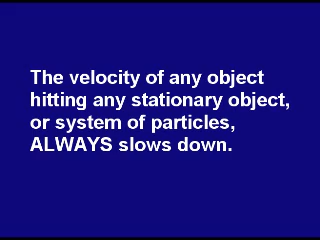 The velocity of any object
hitting any stationary object,
or system of particles,
ALWAYS slows down.